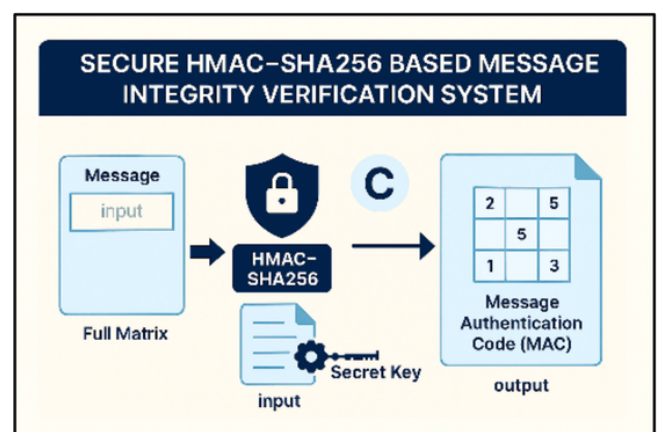 SECURE HMAC–SHA256 BASED MESSAGE
INTEGRITY VERIFICATION SYSTEM
Message
input
Full Matrix
HMAC–
SHA256
input
Secret Key
C
2 5
5
1 3
Message
Authentication
Code (MAC)
output